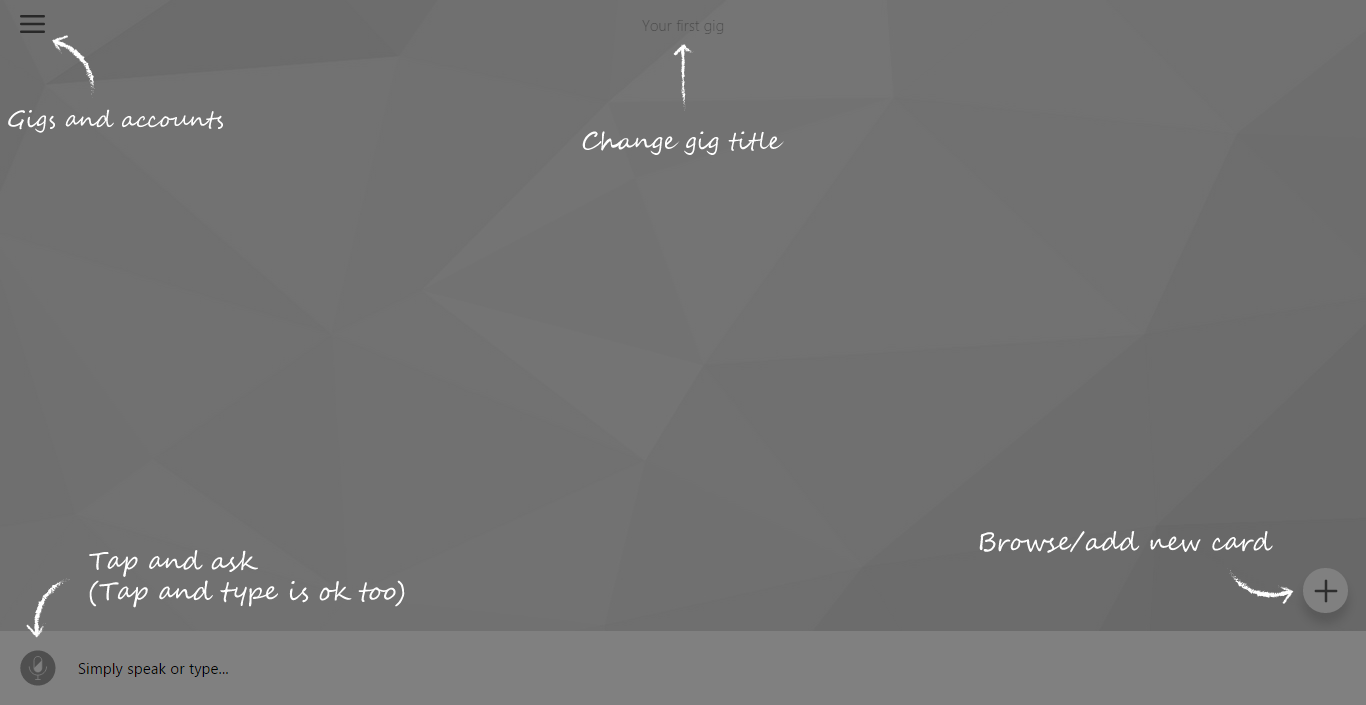 Your first gig
Gigs and accounts
Change gig title
Browse/add new card
Tap and ask
(Tap and type is ok too)
Simply speak or type...